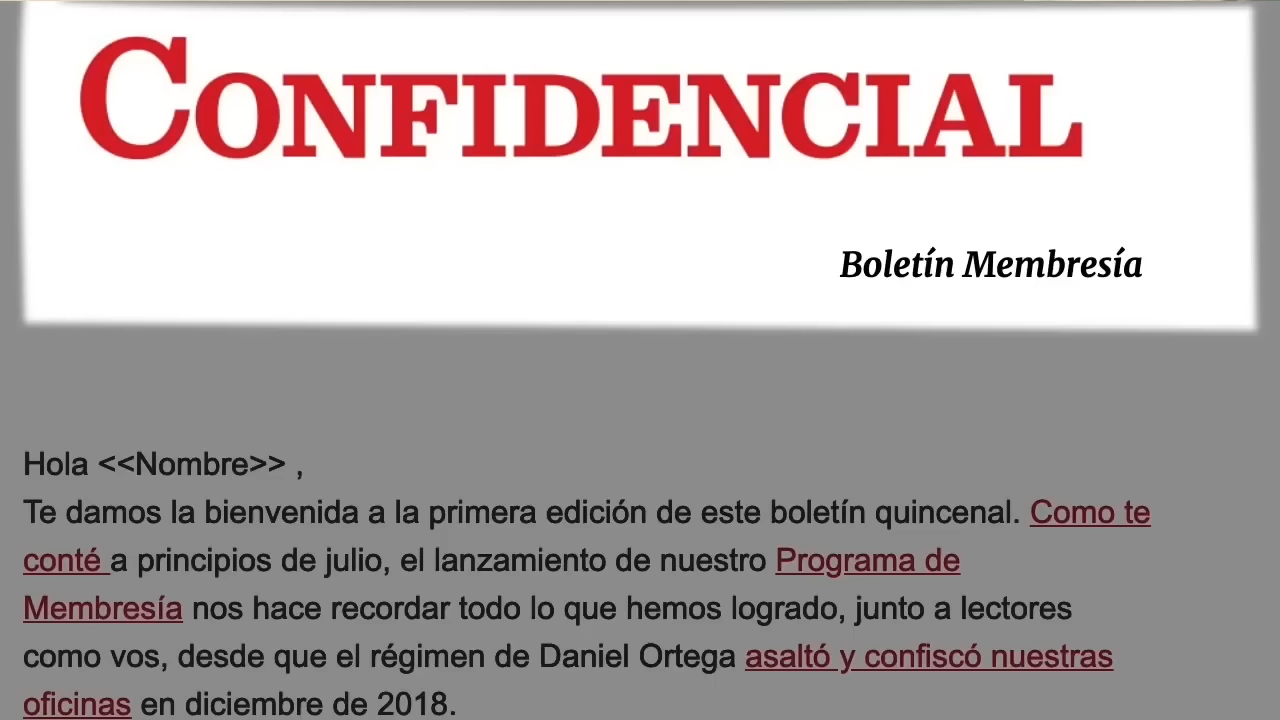 CONFIDENCIAL
Boletín Membresía
Hola <<Nombre>> ,
Te damos la bienvenida a la primera edición de este boletín quincenal. Como te
conté a principios de julio, el lanzamiento de nuestro Programa de
Membresía nos hace recordar todo lo que hemos logrado, junto a lectores
como vos, desde que el régimen de Daniel Ortega asaltó y confiscó nuestras
oficinas en diciembre de 2018.